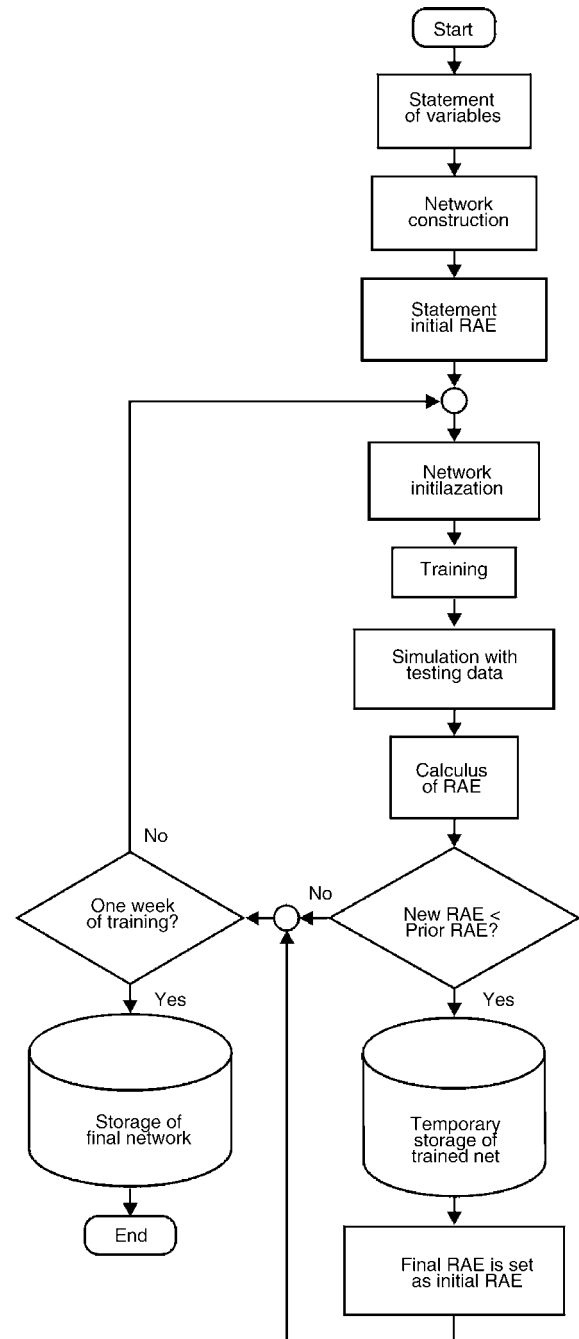 Start
Statement
of variables
Network
construction
Statement
initial RAE
Network
initilazation
Training
Simulation with
testing data
Calculus
of RAE
No
One week
of training?
No
New RAE <
Prior RAE?
Yes
Yes
Storage of
final network
Temporary
storage of
trained net
End
Final RAE is set
as initial RAE